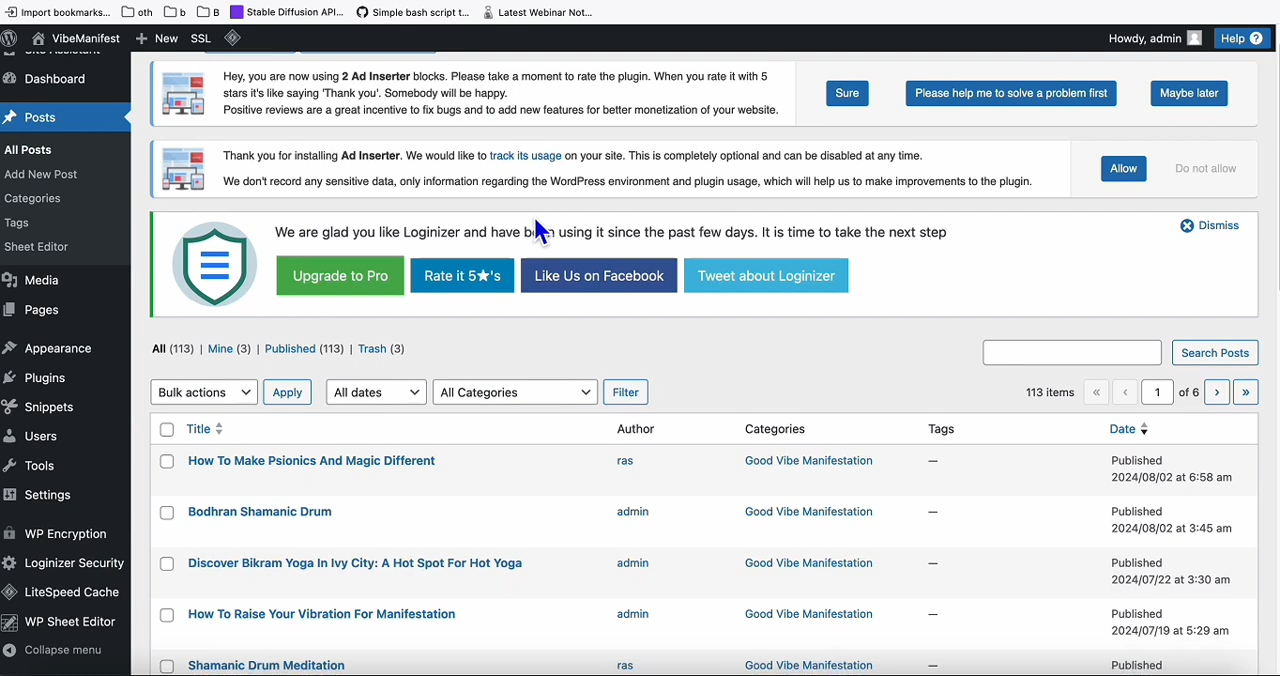 Import bookmarks... oth b B Stable Diffusion API... Simple bash script t... Latest Webinar Not...
VibeManifest + New SSL Howdy, admin Help ?
Site Assistant
Dashboard
Posts
All Posts
Add New Post
Categories
Tags
Sheet Editor
Media
Pages
Appearance
Plugins
Snippets
Users
Tools
Settings
WP Encryption
Loginizer Security
LiteSpeed Cache
WP Sheet Editor
Collapse menu
Hey, you are now using 2 Ad Inserter blocks. Please take a moment to rate the plugin. When you rate it with 5
stars it's like saying 'Thank you'. Somebody will be happy.
Positive reviews are a great incentive to fix bugs and to add new features for better monetization of your website.
Sure Please help me to solve a problem first Maybe later
Thank you for installing Ad Inserter. We would like to track its usage on your site. This is completely optional and can be disabled at any time.
We don't record any sensitive data, only information regarding the WordPress environment and plugin usage, which will help us to make improvements to the plugin.
Allow Do not allow
We are glad you like Loginizer and have been using it since the past few days. It is time to take the next step
Dismiss
Upgrade to Pro Rate it 5★'s Like Us on Facebook Tweet about Loginizer
All (113) | Mine (3) | Published (113) | Trash (3)
Search Posts
Bulk actions Apply All dates All Categories Filter 113 items « ‹ 1 of 6 › »
Title Author Categories Tags Date
How To Make Psionics And Magic Different ras Good Vibe Manifestation — Published
2024/08/02 at 6:58 am
Bodhran Shamanic Drum admin Good Vibe Manifestation — Published
2024/08/02 at 3:45 am
Discover Bikram Yoga In Ivy City: A Hot Spot For Hot Yoga admin Good Vibe Manifestation — Published
2024/07/22 at 3:30 am
How To Raise Your Vibration For Manifestation admin Good Vibe Manifestation — Published
2024/07/19 at 5:29 am
Shamanic Drum Meditation ras Good Vibe Manifestation — Published